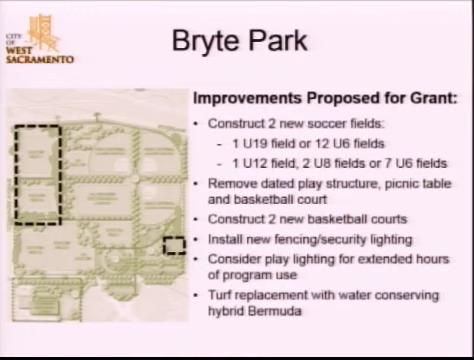 CITY
OF
WEST
SACRAMENTO
Bryte Park
Improvements Proposed for Grant:
• Construct 2 new soccer fields:
- 1 U19 field or 12 U6 fields
- 1 U12 field, 2 U8 fields or 7 U6 fields
• Remove dated play structure, picnic table
and basketball court
• Construct 2 new basketball courts
• Install new fencing/security lighting
• Consider play lighting for extended hours
of program use
• Turf replacement with water conserving
hybrid Bermuda